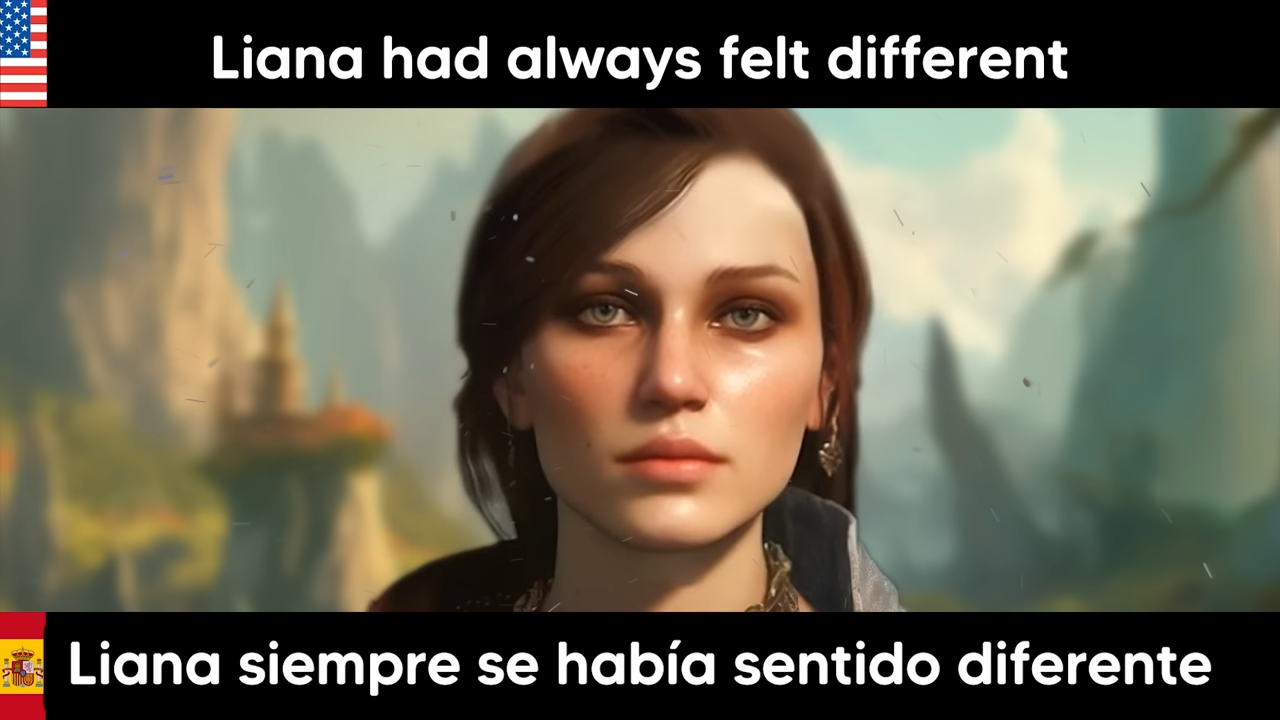 Liana had always felt different
Liana siempre se había sentido diferente